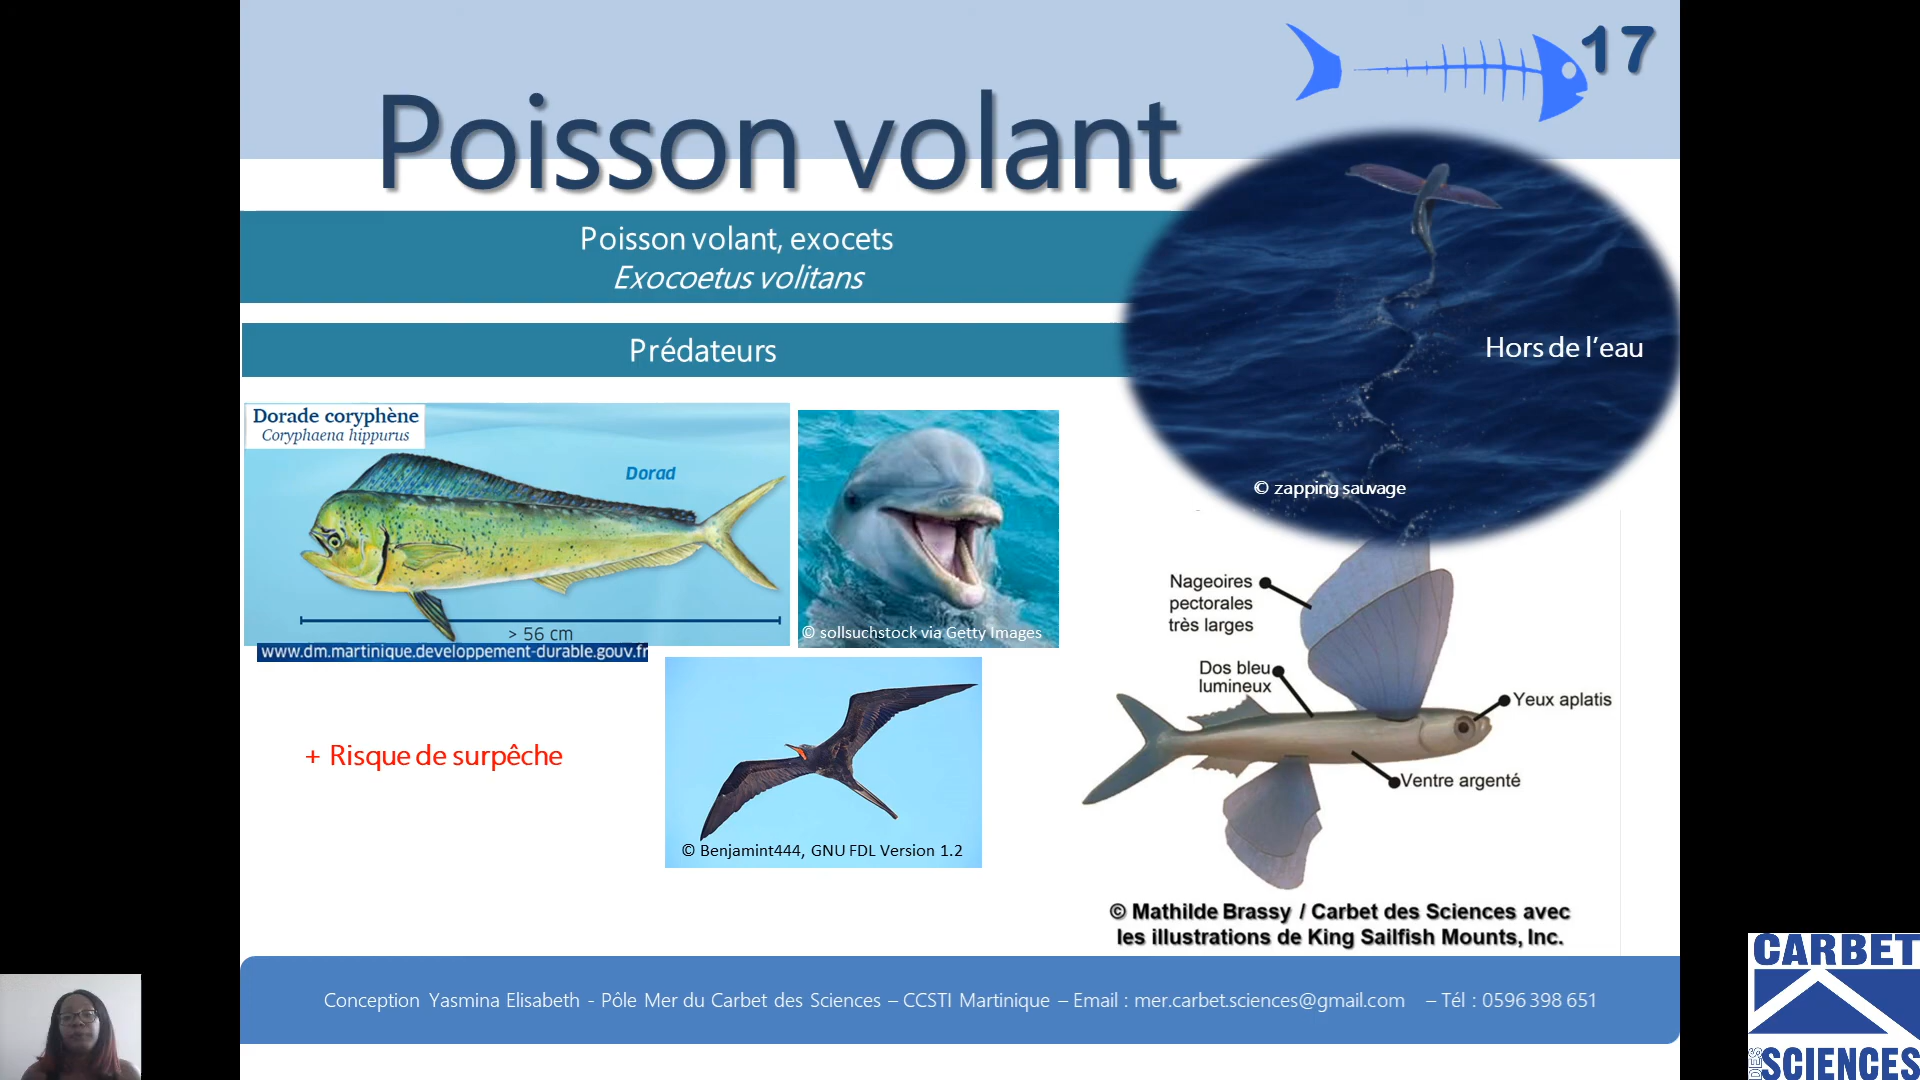 17
Poisson volant
Poisson volant, exocets
Exocoetus volitans
Prédateurs
Hors de l’eau
© zapping sauvage
Dorade coryphène
Coryphaena hippurus
Dorad
> 56 cm
www.dm.martinique.developpement-durable.gouv.fr
© sollsuchstock via Getty Images
+ Risque de surpêche
© Benjamint444, GNU FDL Version 1.2
Nageoires
pectorales
très larges
Dos bleu
lumineux
Yeux aplatis
Ventre argenté
© Mathilde Brassy / Carbet des Sciences avec
les illustrations de King Sailfish Mounts, Inc.
Conception Yasmina Elisabeth - Pôle Mer du Carbet des Sciences – CCSTI Martinique – Email : mer.carbet.sciences@gmail.com – Tél : 0596 398 651
CARBET
DES SCIENCES